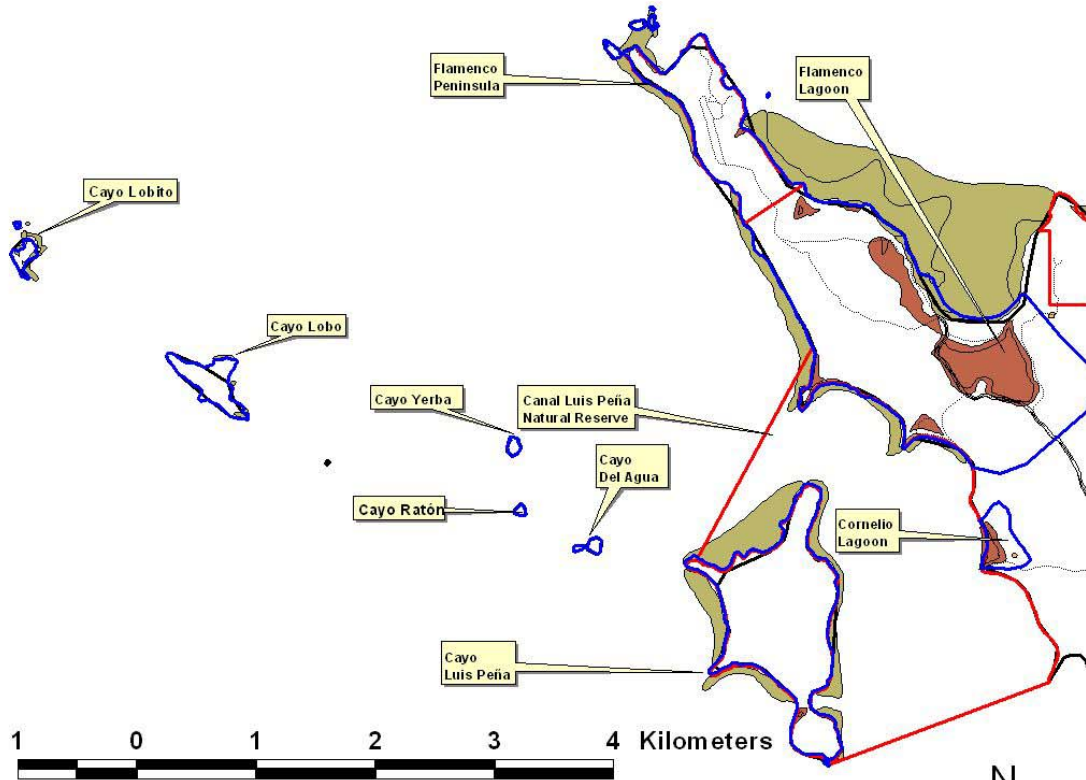 Flamenco
Peninsula
Flamenco
Lagoon
Cayo Lobito
Cayo Lobo
Cayo Yerba
Canal Luis Peña
Natural Reserve
Cayo
Del Agua
Cayo Ratón
Cornelio
Lagoon
Cayo
Luis Peña
1 0 1 2 3 4 Kilometers
N